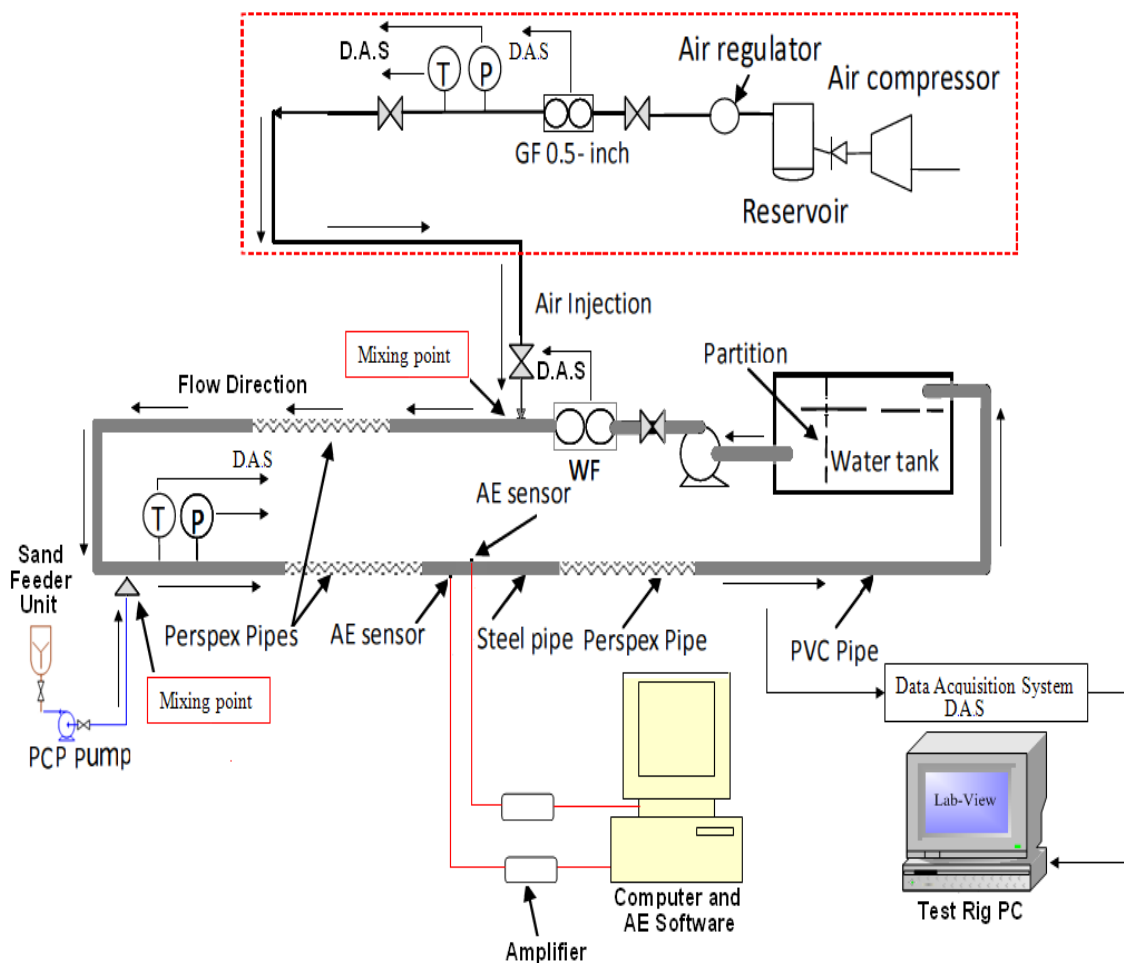 D.A.S
D.A.S
Air regulator
Air compressor
T
P
GF 0.5- inch
Reservoir
Air Injection
Mixing point
D.A.S
Partition
Flow Direction
D.A.S
WF
Water tank
AE sensor
T
P
Sand
Feeder
Unit
Perspex Pipes
AE sensor
Steel pipe
Perspex Pipe
PVC Pipe
Mixing point
Data Acquisition System
D.A.S
PCP Pump
Lab-View
Computer and
AE Software
Test Rig PC
Amplifier